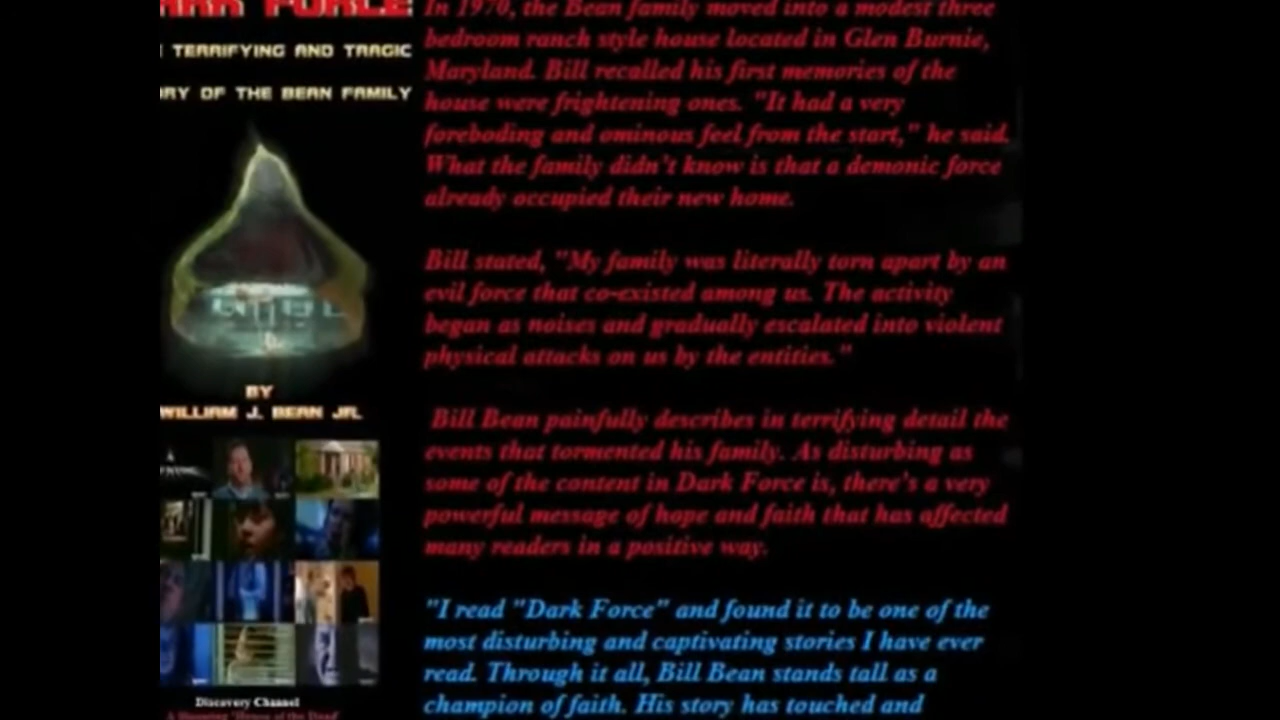 DARK FORCE
TERRIFYING AND TRAGIC
ORY OF THE BEAN FAMILY
BY
WILLIAM J. BEAN JR.
Discovery Channel
A Haunting "House of the Dead"
In 1970, the Bean family moved into a modest three
bedroom ranch style house located in Glen Burnie,
Maryland. Bill recalled his first memories of the
house were frightening ones. "It had a very
foreboding and ominous feel from the start," he said.
What the family didn't know is that a demonic force
already occupied their new home.
Bill stated, "My family was literally torn apart by an
evil force that co-existed among us. The activity
began as noises and gradually escalated into violent
physical attacks on us by the entities."
Bill Bean painfully describes in terrifying detail the
events that tormented his family. As disturbing as
some of the content in Dark Force is, there's a very
powerful message of hope and faith that has affected
many readers in a positive way.
"I read "Dark Force" and found it to be one of the
most disturbing and captivating stories I have ever
read. Through it all, Bill Bean stands tall as a
champion of faith. His story has touched and